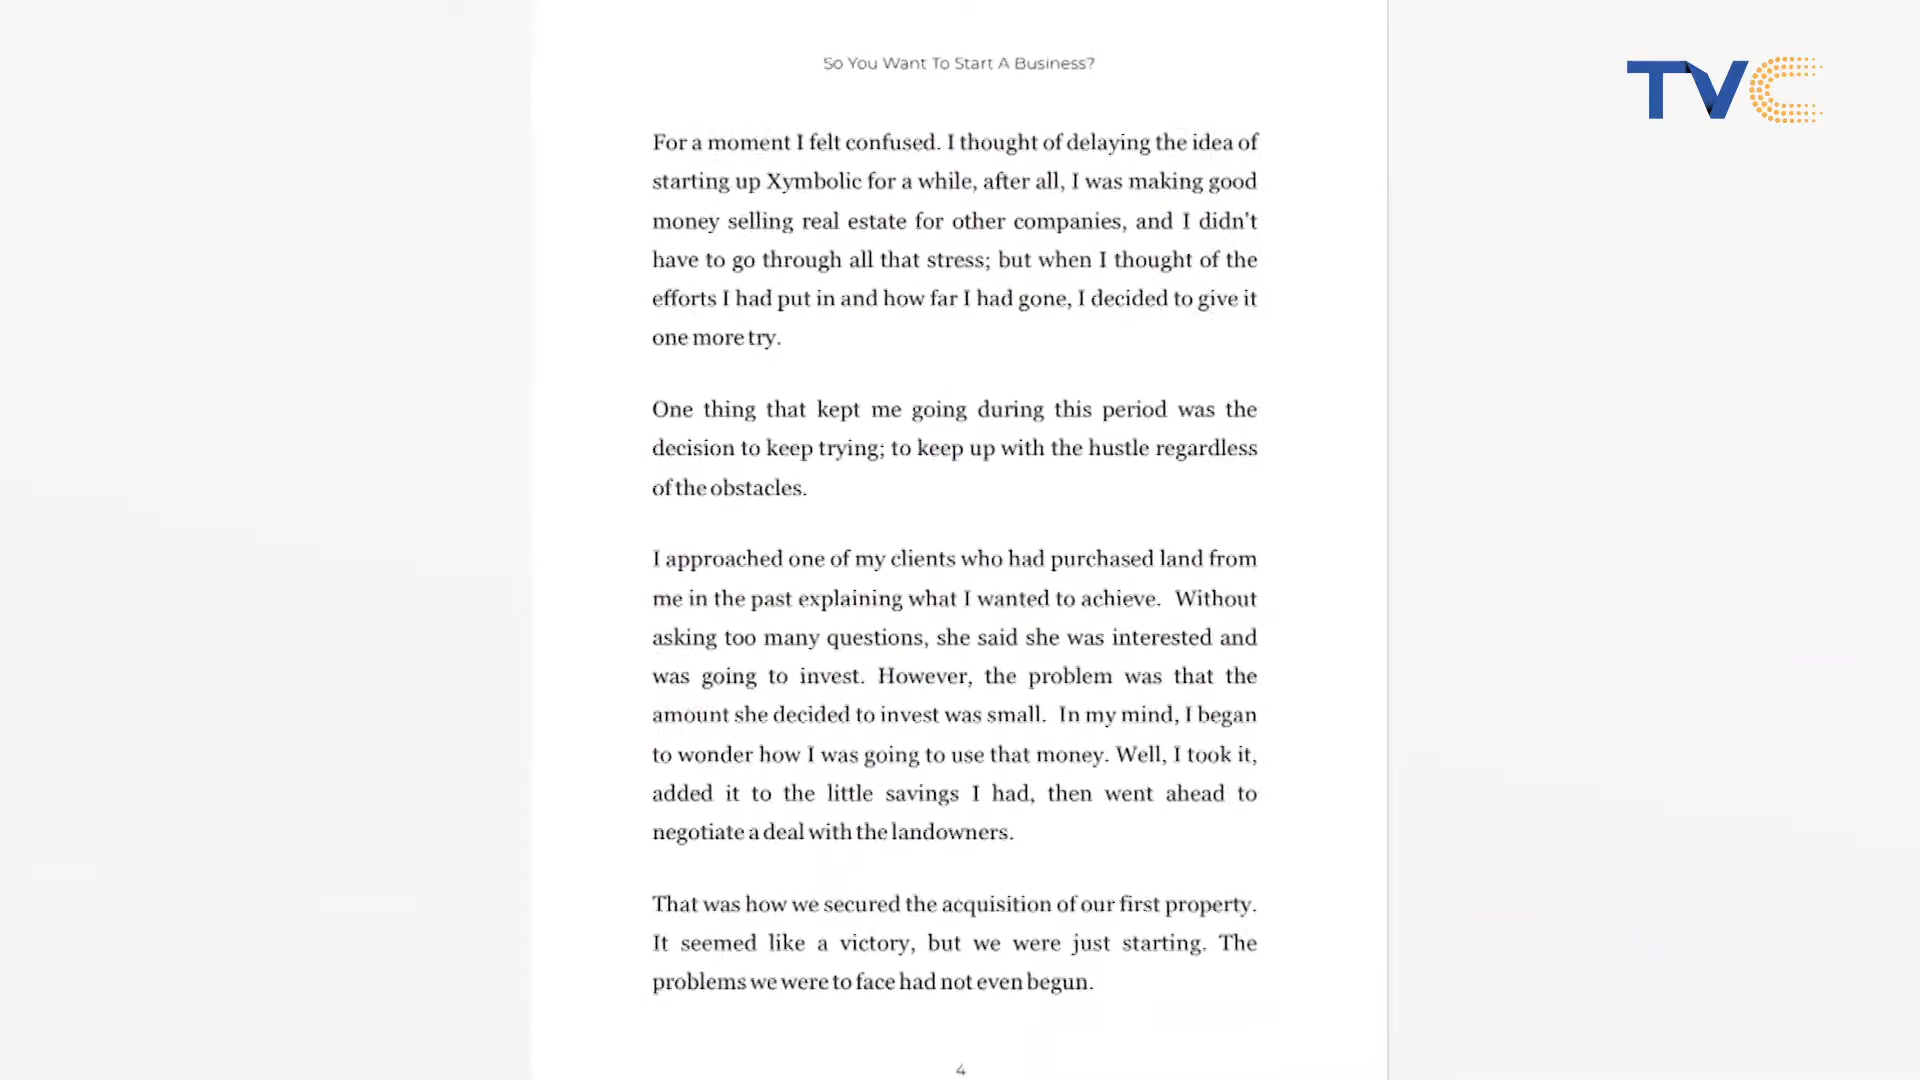 So You Want To Start A Business?
TVC
For a moment I felt confused. I thought of delaying the idea of
starting up Xymbolic for a while, after all, I was making good
money selling real estate for other companies, and I didn't
have to go through all that stress; but when I thought of the
efforts I had put in and how far I had gone, I decided to give it
one more try.
One thing that kept me going during this period was the
decision to keep trying; to keep up with the hustle regardless
of the obstacles.
I approached one of my clients who had purchased land from
me in the past explaining what I wanted to achieve. Without
asking too many questions, she said she was interested and
was going to invest. However, the problem was that the
amount she decided to invest was small. In my mind, I began
to wonder how I was going to use that money. Well, I took it,
added it to the little savings I had, then went ahead to
negotiate a deal with the landowners.
That was how we secured the acquisition of our first property.
It seemed like a victory, but we were just starting. The
problems we were to face had not even begun.
4